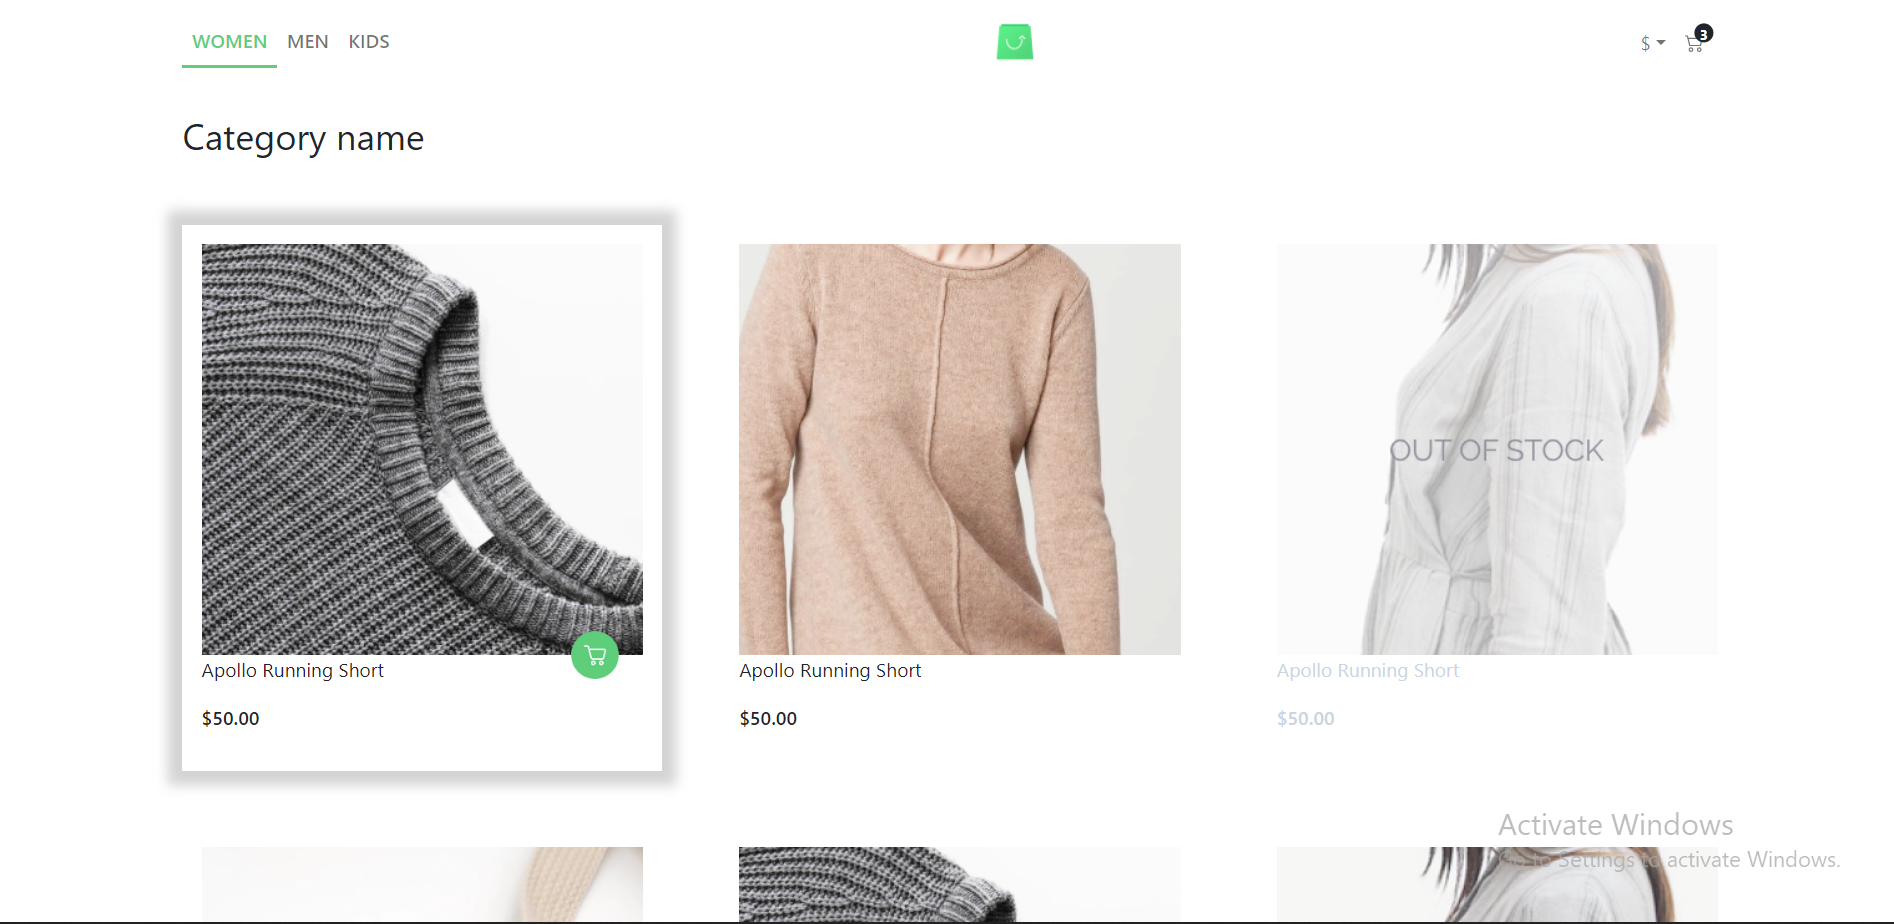 WOMEN MEN KIDS
$ 3
Category name
OUT OF STOCK
Apollo Running Short
$50.00
Apollo Running Short
$50.00
Apollo Running Short
$50.00
Activate Windows
Go to Settings to activate Windows.